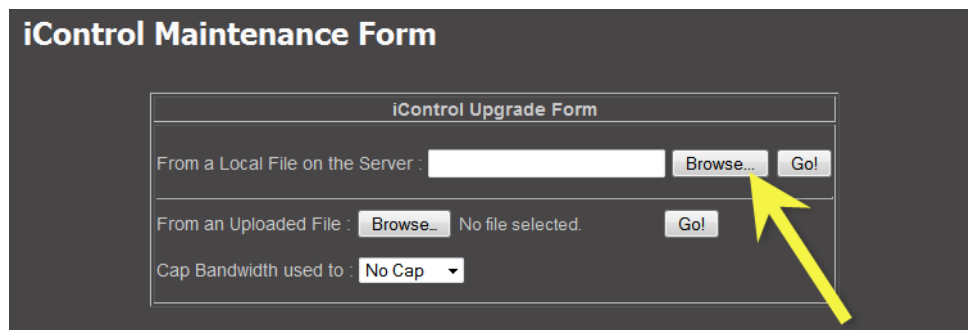 iControl Maintenance Form
iControl Upgrade Form
From a Local File on the Server : Browse... Go!
From an Uploaded File : Browse... No file selected. Go!
Cap Bandwidth used to : No Cap